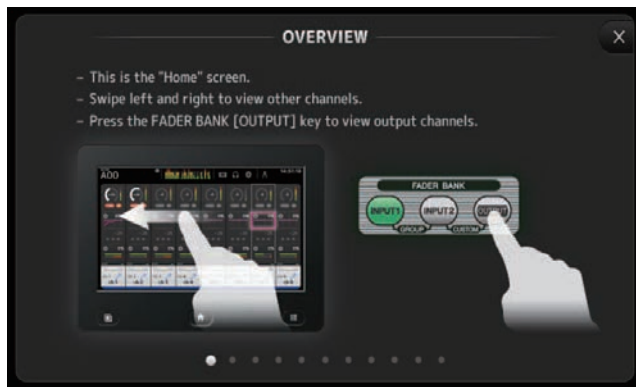 OVERVIEW
X
– This is the "Home" screen.
– Swipe left and right to view other channels.
– Press the FADER BANK [OUTPUT] key to view output channels.
A00
FADER BANK
INPUT1 INPUT2 OUTPUT
GROUP CUSTOM